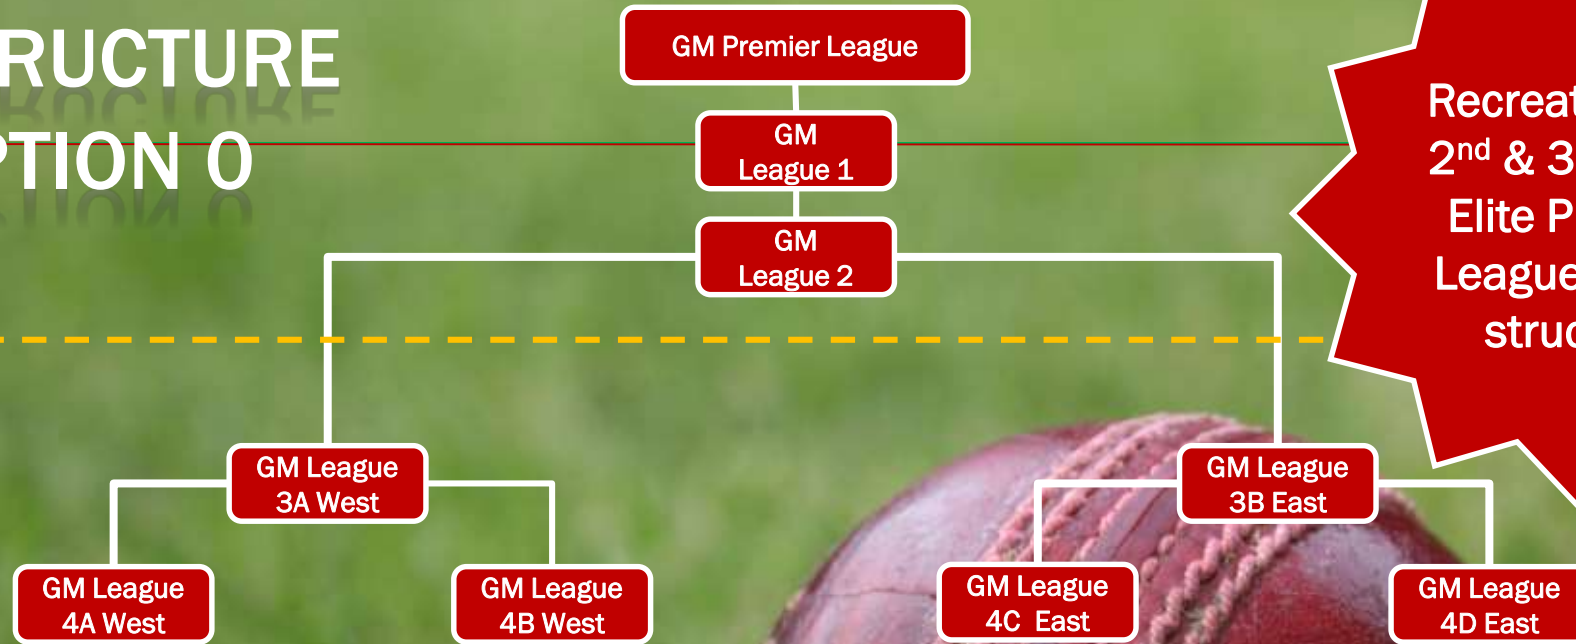 RUCTURE
PTION 0
GM Premier League
GM
League 1
GM
League 2
Recreat
2nd & 3
Elite P
League
struc
GM League
3A West
GM League
3B East
GM League
4A West
GM League
4B West
GM League
4C East
GM League
4D East